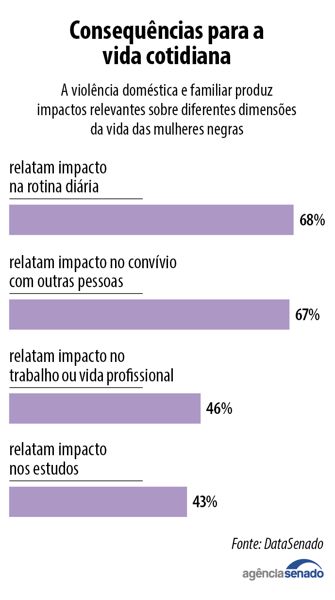 Consequências para a
vida cotidiana
A violência doméstica e familiar produz
impactos relevantes sobre diferentes dimensões
da vida das mulheres negras
relatam impacto
na rotina diária
68%
relatam impacto no convívio
com outras pessoas
67%
relatam impacto no
trabalho ou vida profissional
46%
relatam impacto
nos estudos
43%
Fonte: DataSenado
agênciasenado